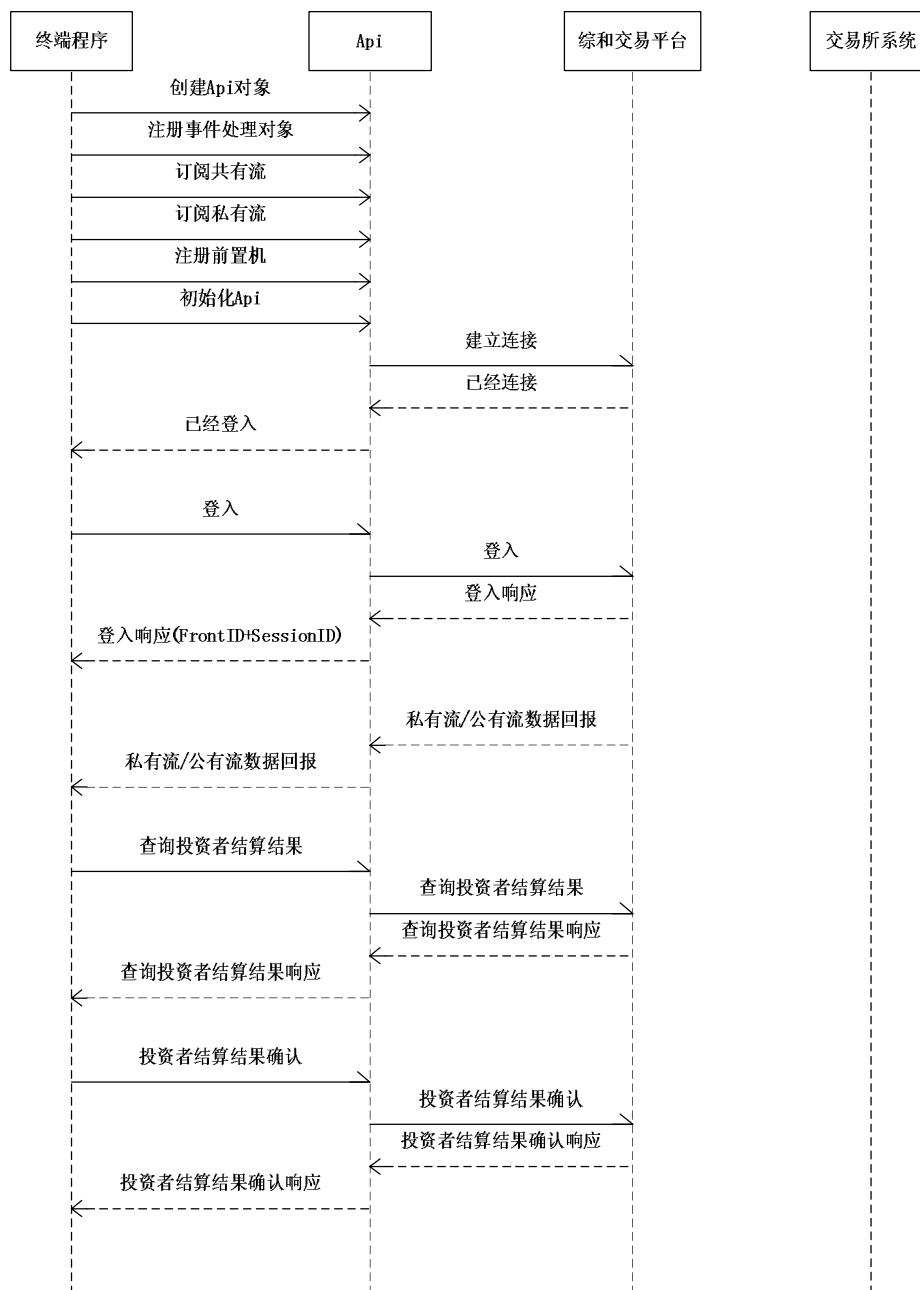 终端程序
Api
综和交易平台
交易所系统
创建Api对象
注册事件处理对象
订阅共有流
订阅私有流
注册前置机
初始化Api
建立连接
已经连接
已经登入
登入
登入
登入响应
登入响应(FrontID+SessionID)
私有流/公有流数据回报
私有流/公有流数据回报
查询投资者结算结果
查询投资者结算结果
查询投资者结算结果响应
查询投资者结算结果响应
投资者结算结果确认
投资者结算结果确认
投资者结算结果确认响应
投资者结算结果确认响应